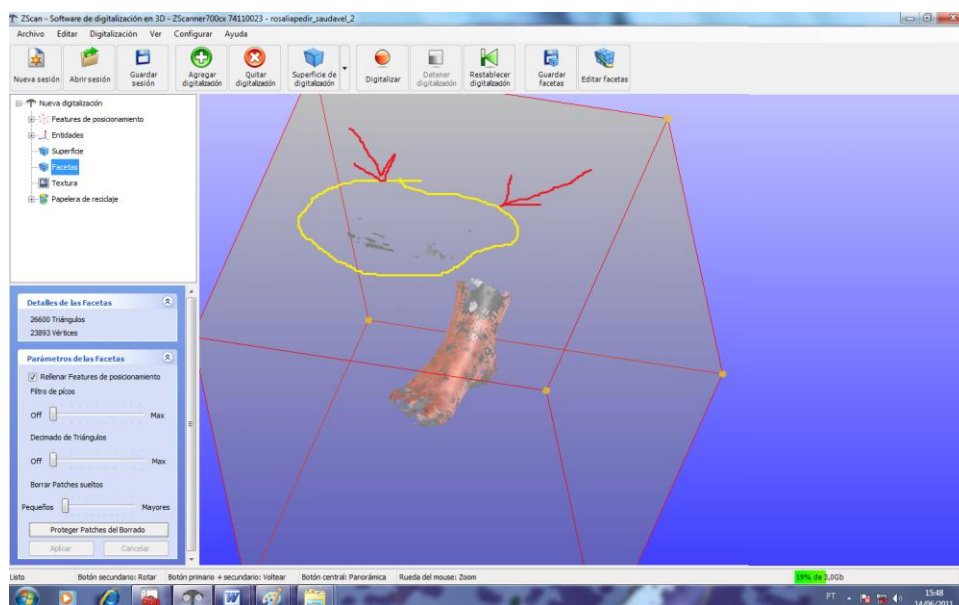 ZScan - Software de digitalización en 3D - ZScanner700cx 74110023 - rosaliapedir_saudavel_2
Archivo Editar Digitalización Ver Configurar Ayuda
Nueva sesión Abrir sesión Guardar sesión Agregar digitalización Quitar digitalización Superficie de digitalización Digitalizar Detener digitalización Restablecer digitalización Guardar facetas Editar facetas
Nueva digitalización
Features de posicionamiento
Entidades
Superficie
Facetas
Textura
Papelera de reciclaje
Detalles de las Facetas
26600 Triángulos
23893 Vértices
Parámetros de las Facetas
Rellenar Features de posicionamiento
Filtro de picos
Off Max
Decimado de Triángulos
Off Max
Borrar Patches sueltos
Pequeños Mayores
Proteger Patches del Borrado
Aplicar Cancelar
Listo Botón secundario: Rotar Botón primario + secundario: Voltear Botón central: Panorámica Rueda del mouse: Zoom 19% de 3,0Gb
PT 15:48
14/06/2011